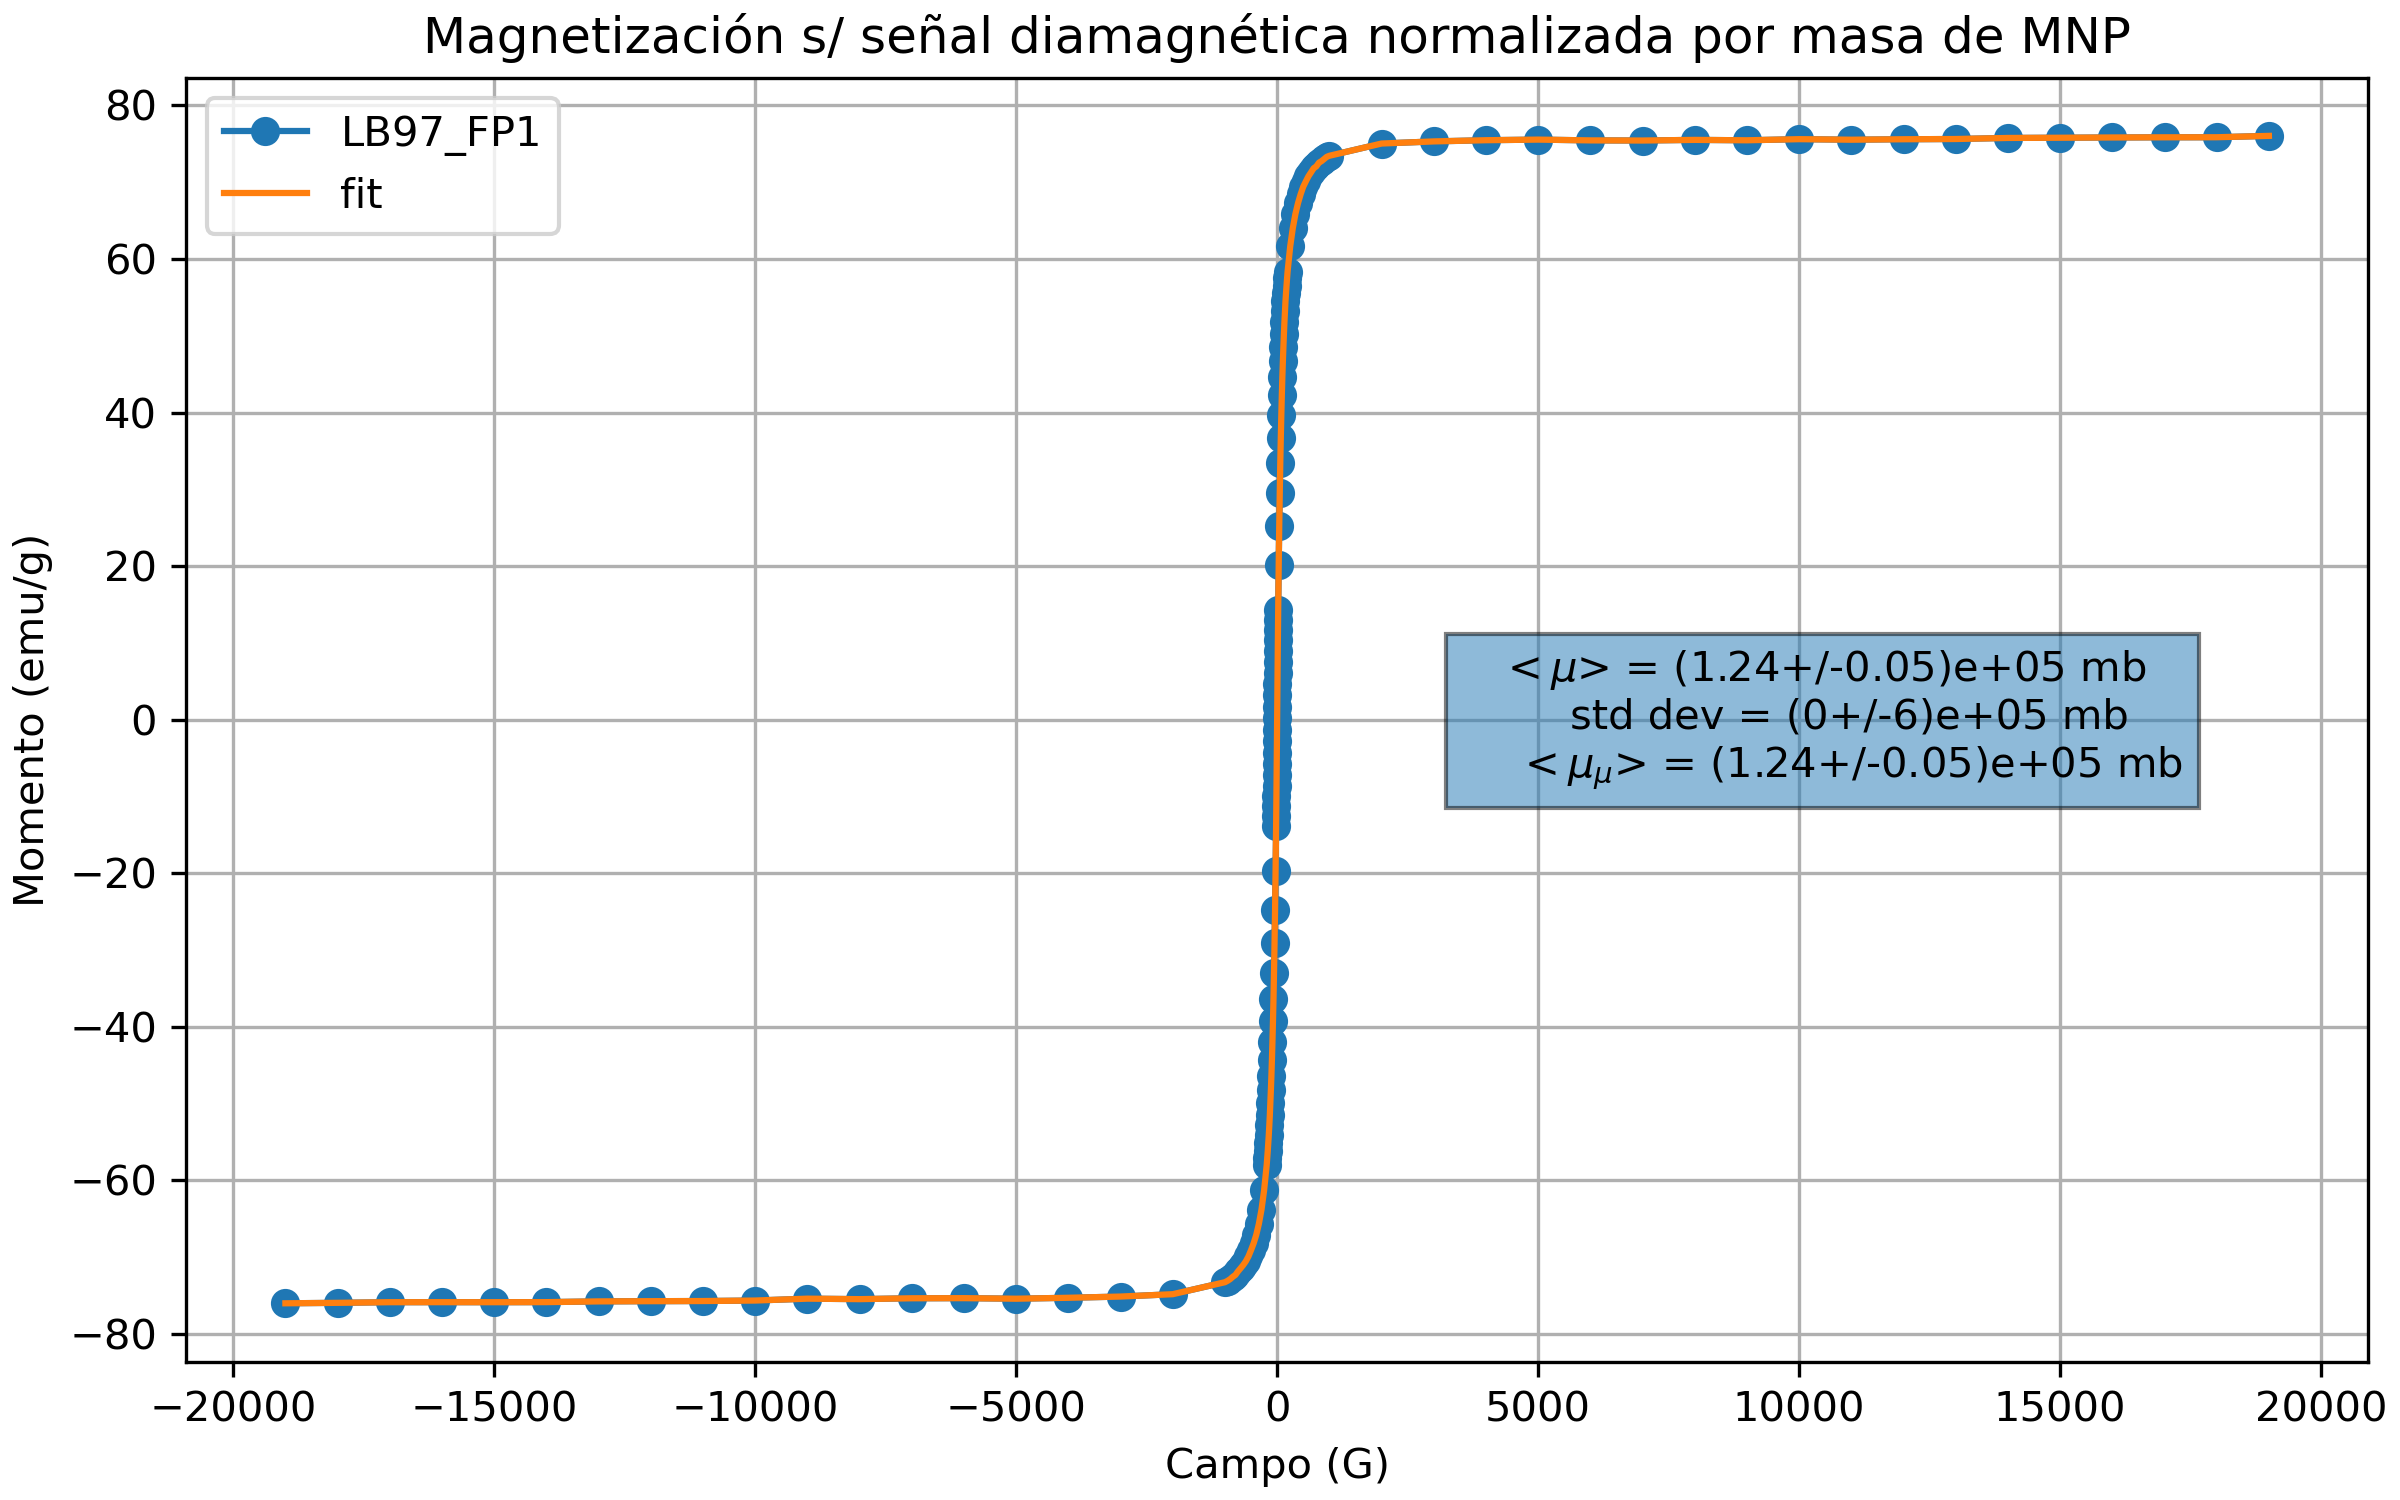 Magnetización s/ señal diamagnética normalizada por masa de MNP
LB97_FP1
fit
80
60
40
20
0
−20
−40
−60
−80
Momento (emu/g)
<μ> = (1.24+/-0.05)e+05 mb
std dev = (0+/-6)e+05 mb
<μμ> = (1.24+/-0.05)e+05 mb
−20000 −15000 −10000 −5000 0 5000 10000 15000 20000
Campo (G)